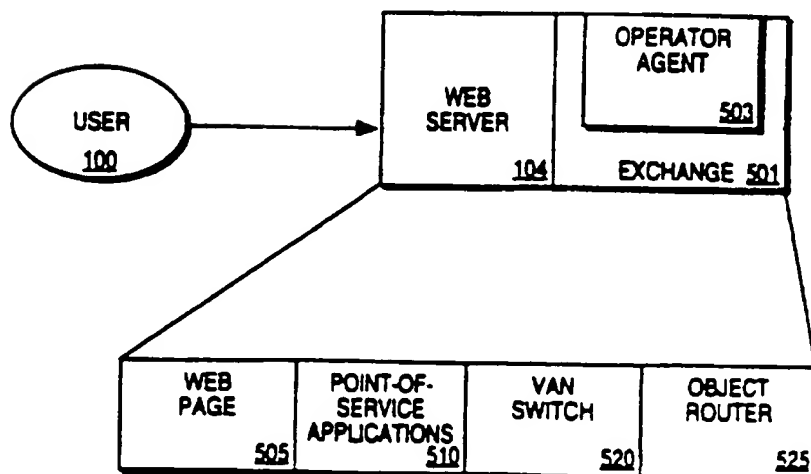 USER
100
WEB
SERVER
104
OPERATOR
AGENT
503
EXCHANGE 501
WEB
PAGE
505
POINT-OF-
SERVICE
APPLICATIONS
510
VAN
SWITCH
520
OBJECT
ROUTER
525